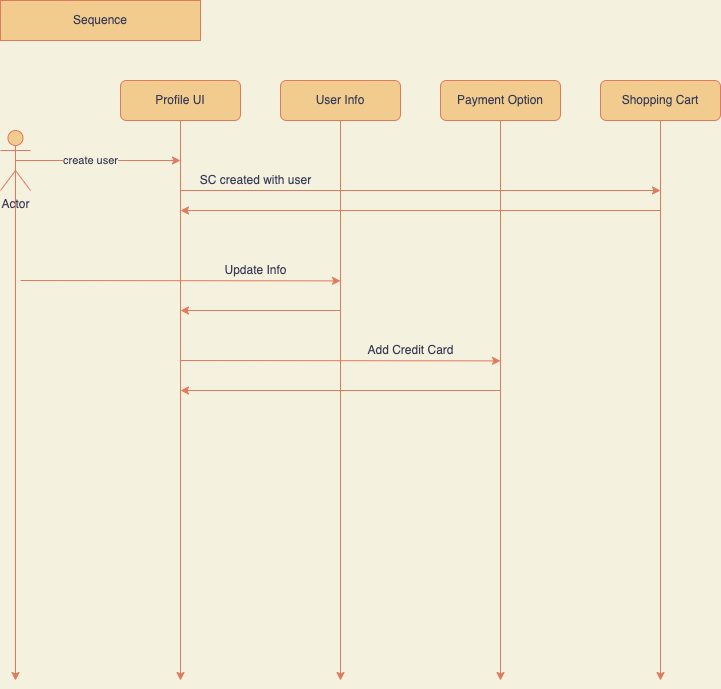 Sequence
Profile UI
User Info
Payment Option
Shopping Cart
create user
SC created with user
Actor
Update Info
Add Credit Card